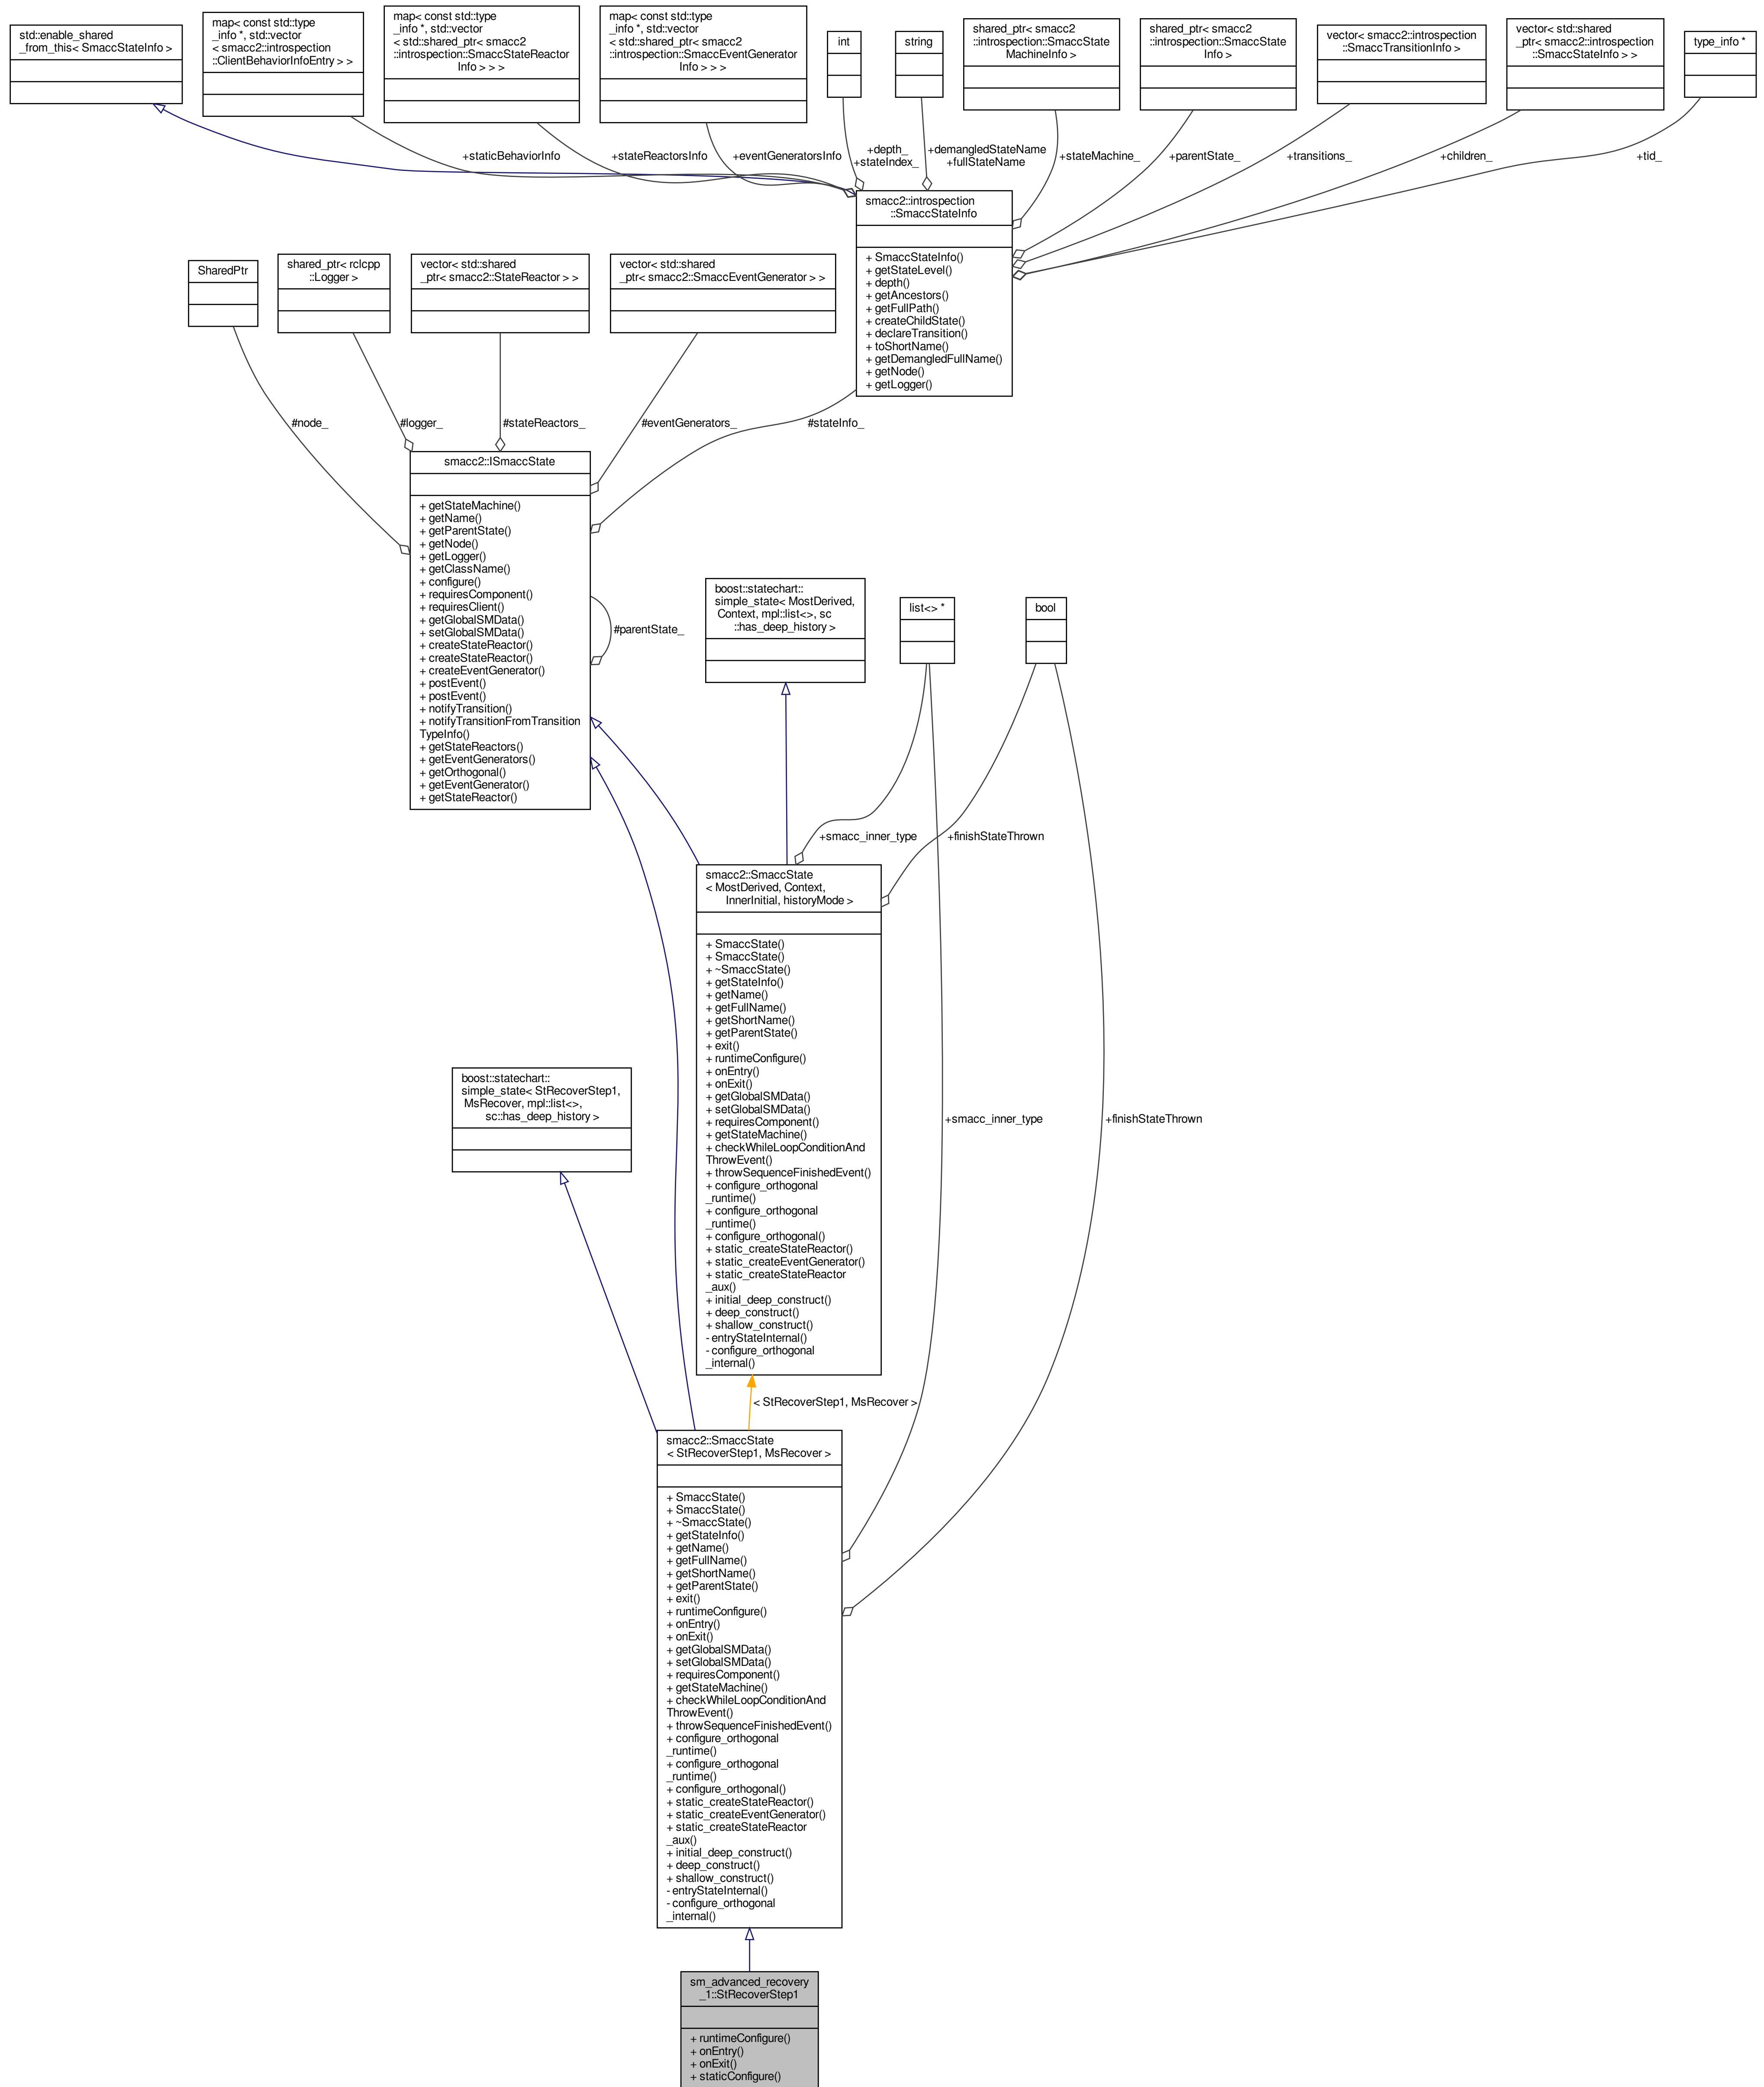 std::enable_shared
_from_this< SmaccStateInfo >
map< const std::type
_info *, std::vector
< smacc2::introspection
::ClientBehaviorInfoEntry > >
map< const std::type
_info *, std::vector
< std::shared_ptr< smacc2
::introspection::SmaccStateReactor
Info > > >
map< const std::type
_info *, std::vector
< std::shared_ptr< smacc2
::introspection::SmaccEventGenerator
Info > > >
int
string
shared_ptr< smacc2
::introspection::SmaccState
MachineInfo >
shared_ptr< smacc2
::introspection::SmaccState
Info >
vector< smacc2::introspection
::SmaccTransitionInfo >
vector< std::shared
_ptr< smacc2::introspection
::SmaccStateInfo > >
type_info *
+staticBehaviorInfo
+stateReactorsInfo
+eventGeneratorsInfo
+depth_
+stateIndex_
+demangledStateName
+fullStateName
+stateMachine_
+parentState_
+transitions_
+children_
+tid_
smacc2::introspection
::SmaccStateInfo
+ SmaccStateInfo()
+ getStateLevel()
+ depth()
+ getAncestors()
+ getFullPath()
+ createChildState()
+ declareTransition()
+ toShortName()
+ getDemangledFullName()
+ getNode()
+ getLogger()
SharedPtr
shared_ptr< rclcpp
::Logger >
vector< std::shared
_ptr< smacc2::StateReactor > >
vector< std::shared
_ptr< smacc2::SmaccEventGenerator > >
#node_
#logger_
#stateReactors_
#eventGenerators_
#stateInfo_
smacc2::ISmaccState
+ getStateMachine()
+ getName()
+ getParentState()
+ getNode()
+ getLogger()
+ getClassName()
+ configure()
+ requiresComponent()
+ requiresClient()
+ getGlobalSMData()
+ setGlobalSMData()
+ createStateReactor()
+ createStateReactor()
+ createEventGenerator()
+ postEvent()
+ postEvent()
+ notifyTransition()
+ notifyTransitionFromTransition
TypeInfo()
+ getStateReactors()
+ getEventGenerators()
+ getOrthogonal()
+ getEventGenerator()
+ getStateReactor()
#parentState_
boost::statechart::
simple_state< MostDerived,
Context, mpl::list<>, sc
::has_deep_history >
list<> *
bool
+smacc_inner_type
+finishStateThrown
smacc2::SmaccState
< MostDerived, Context,
InnerInitial, historyMode >
+ SmaccState()
+ SmaccState()
+ ~SmaccState()
+ getStateInfo()
+ getName()
+ getFullName()
+ getShortName()
+ getParentState()
+ exit()
+ runtimeConfigure()
+ onEntry()
+ onExit()
+ getGlobalSMData()
+ setGlobalSMData()
+ requiresComponent()
+ getStateMachine()
+ checkWhileLoopConditionAnd
ThrowEvent()
+ throwSequenceFinishedEvent()
+ configure_orthogonal
_runtime()
+ configure_orthogonal
_runtime()
+ configure_orthogonal()
+ static_createStateReactor()
+ static_createEventGenerator()
+ static_createStateReactor
_aux()
+ initial_deep_construct()
+ deep_construct()
+ shallow_construct()
- entryStateInternal()
- configure_orthogonal
_internal()
boost::statechart::
simple_state< StRecoverStep1,
MsRecover, mpl::list<>,
sc::has_deep_history >
+smacc_inner_type
+finishStateThrown
< StRecoverStep1, MsRecover >
smacc2::SmaccState
< StRecoverStep1, MsRecover >
+ SmaccState()
+ SmaccState()
+ ~SmaccState()
+ getStateInfo()
+ getName()
+ getFullName()
+ getShortName()
+ getParentState()
+ exit()
+ runtimeConfigure()
+ onEntry()
+ onExit()
+ getGlobalSMData()
+ setGlobalSMData()
+ requiresComponent()
+ getStateMachine()
+ checkWhileLoopConditionAnd
ThrowEvent()
+ throwSequenceFinishedEvent()
+ configure_orthogonal
_runtime()
+ configure_orthogonal
_runtime()
+ configure_orthogonal()
+ static_createStateReactor()
+ static_createEventGenerator()
+ static_createStateReactor
_aux()
+ initial_deep_construct()
+ deep_construct()
+ shallow_construct()
- entryStateInternal()
- configure_orthogonal
_internal()
sm_advanced_recovery
_1::StRecoverStep1
+ runtimeConfigure()
+ onEntry()
+ onExit()
+ staticConfigure()